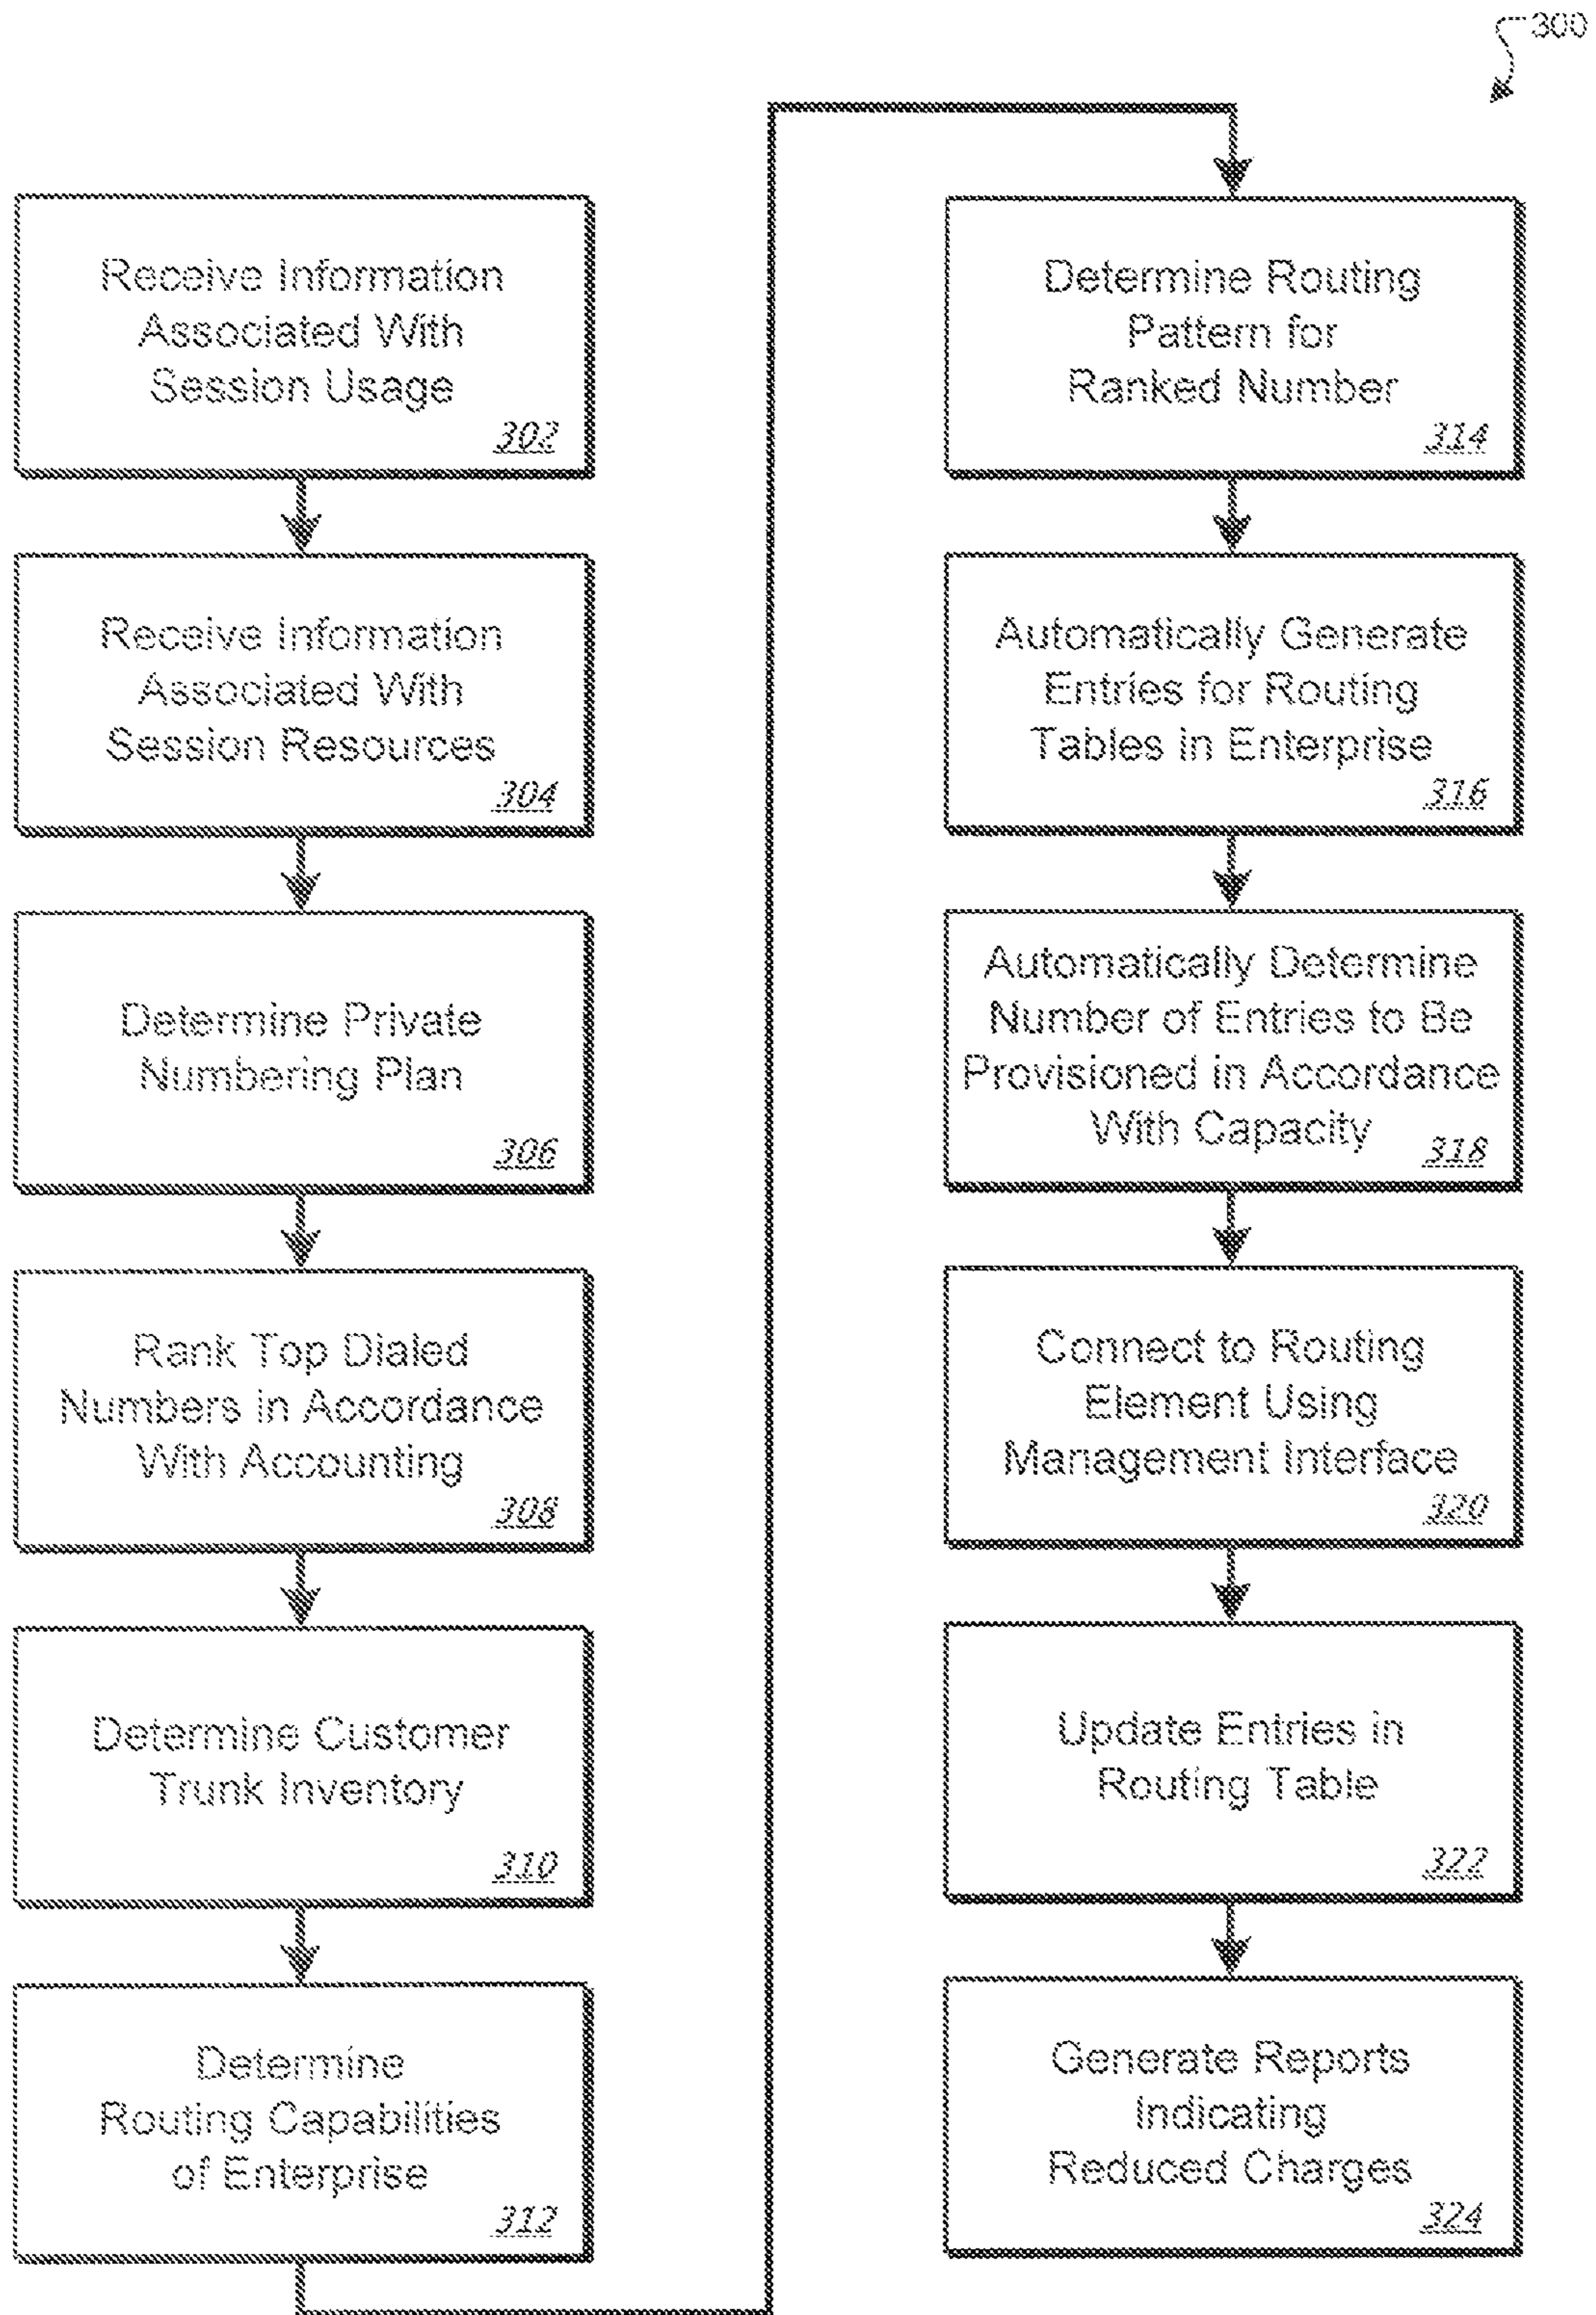 300
Receive Information
Associated With
Session Usage
302
Receive Information
Associated With
Session Resources
304
Determine Private
Numbering Plan
306
Rank Top Dialed
Numbers in Accordance
With Accounting
308
Determine Customer
Trunk Inventory
310
Determine
Routing Capabilities
of Enterprise
312
Determine Routing
Pattern for
Ranked Number
314
Automatically Generate
Entries for Routing
Tables in Enterprise
316
Automatically Determine
Number of Entries to Be
Provisioned in Accordance
With Capacity
318
Connect to Routing
Element Using
Management Interface
320
Update Entries in
Routing Table
322
Generate Reports
Indicating
Reduced Charges
324